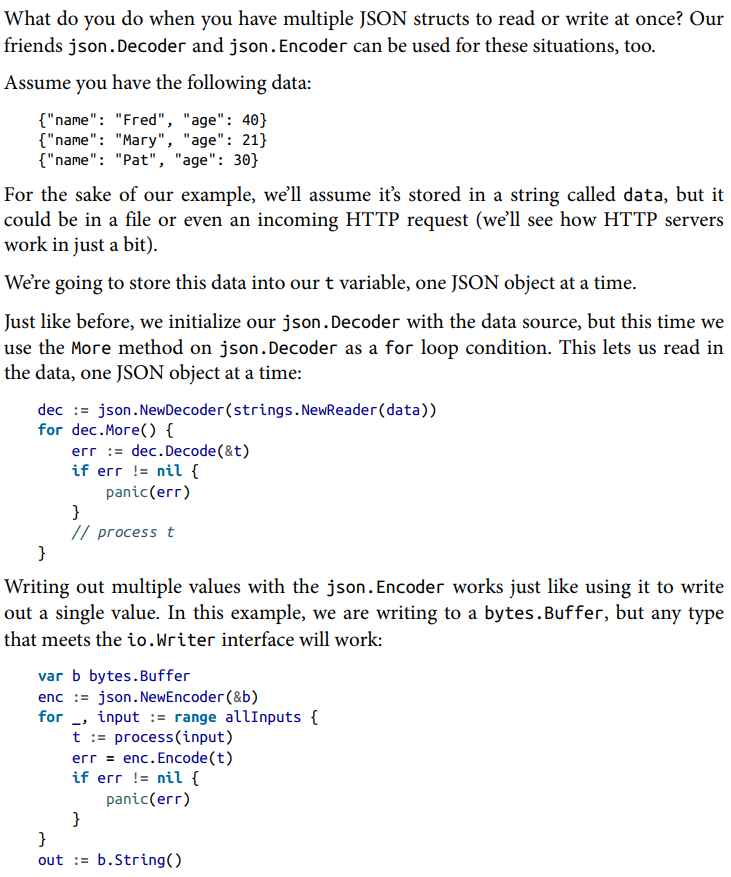 What do you do when you have multiple JSON structs to read or write at once? Our
friends json.Decoder and json.Encoder can be used for these situations, too.
Assume you have the following data:
{"name": "Fred", "age": 40}
{"name": "Mary", "age": 21}
{"name": "Pat", "age": 30}
For the sake of our example, we’ll assume it’s stored in a string called data, but it
could be in a file or even an incoming HTTP request (we’ll see how HTTP servers
work in just a bit).
We’re going to store this data into our t variable, one JSON object at a time.
Just like before, we initialize our json.Decoder with the data source, but this time we
use the More method on json.Decoder as a for loop condition. This lets us read in
the data, one JSON object at a time:
dec := json.NewDecoder(strings.NewReader(data))
for dec.More() {
    err := dec.Decode(&t)
    if err != nil {
        panic(err)
    }
    // process t
}
Writing out multiple values with the json.Encoder works just like using it to write
out a single value. In this example, we are writing to a bytes.Buffer, but any type
that meets the io.Writer interface will work:
var b bytes.Buffer
enc := json.NewEncoder(&b)
for _, input := range allInputs {
    t := process(input)
    err = enc.Encode(t)
    if err != nil {
        panic(err)
    }
}
out := b.String()